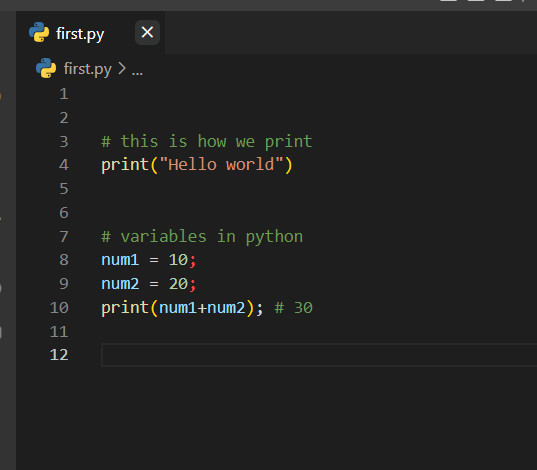 first.py ×
first.py > ...
1
2
3 # this is how we print
4 print("Hello world")
5
6
7 # variables in python
8 num1 = 10;
9 num2 = 20;
10 print(num1+num2); # 30
11
12